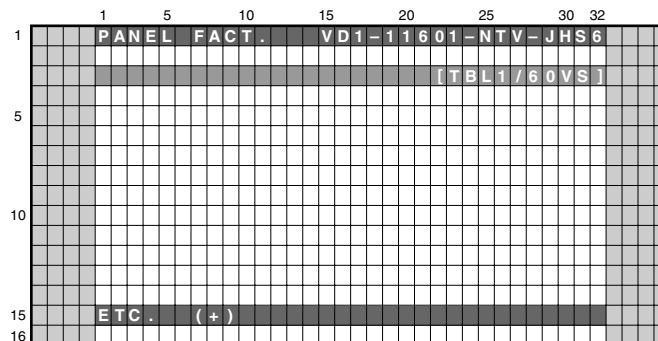 1 5 10 15 20 25 30 32
1 PANEL FACT. VD1–11601–NTV–JHS6
[TBL1/60VS]
5
10
15 ETC. (+)
16